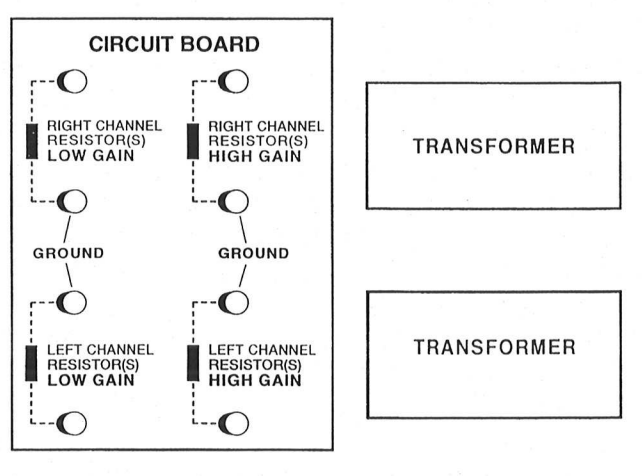 CIRCUIT BOARD
RIGHT CHANNEL
RESISTOR(S)
LOW GAIN
RIGHT CHANNEL
RESISTOR(S)
HIGH GAIN
TRANSFORMER
GROUND
GROUND
LEFT CHANNEL
RESISTOR(S)
LOW GAIN
LEFT CHANNEL
RESISTOR(S)
HIGH GAIN
TRANSFORMER